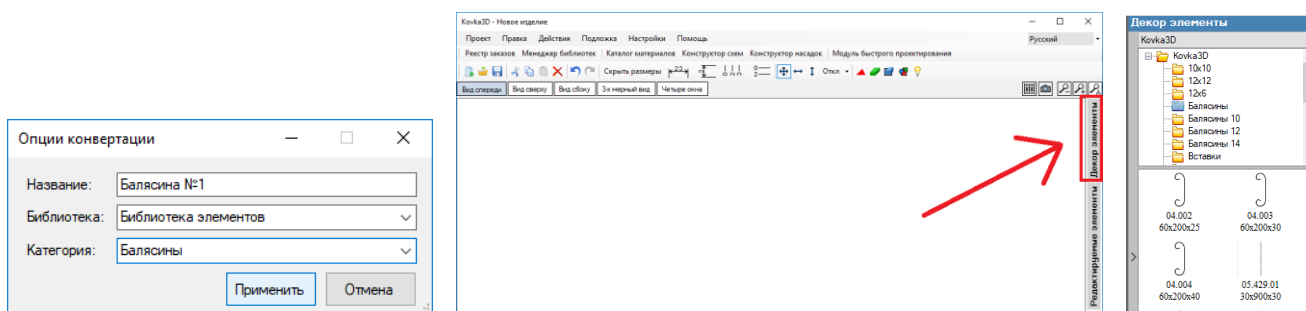 Опции конвертации
Название:
Балясина №1
Библиотека:
Библиотека элементов
Категория:
Балясины
Применить
Отмена
Kovka3D - Новое изделие
Проект Правка Действия Подложка Настройки Помощь
Русский
Реестр заказов Менеджер библиотек Каталог материалов Конструктор схем Конструктор насадок Модуль быстрого проектирования
Скрыть размеры
22
Откл
Вид спереди Вид сверху Вид сбоку 3-х мерный вид Четыре окна
Декор элементы
Редактируемые элементы
Декор элементы
Kovka3D
Kovka3D
10x10
12x12
12x6
Балясины
Балясины 10
Балясины 12
Балясины 14
Вставки
04.002
60x200x25
04.003
60x200x30
04.004
60x200x40
05.429.01
30x900x30